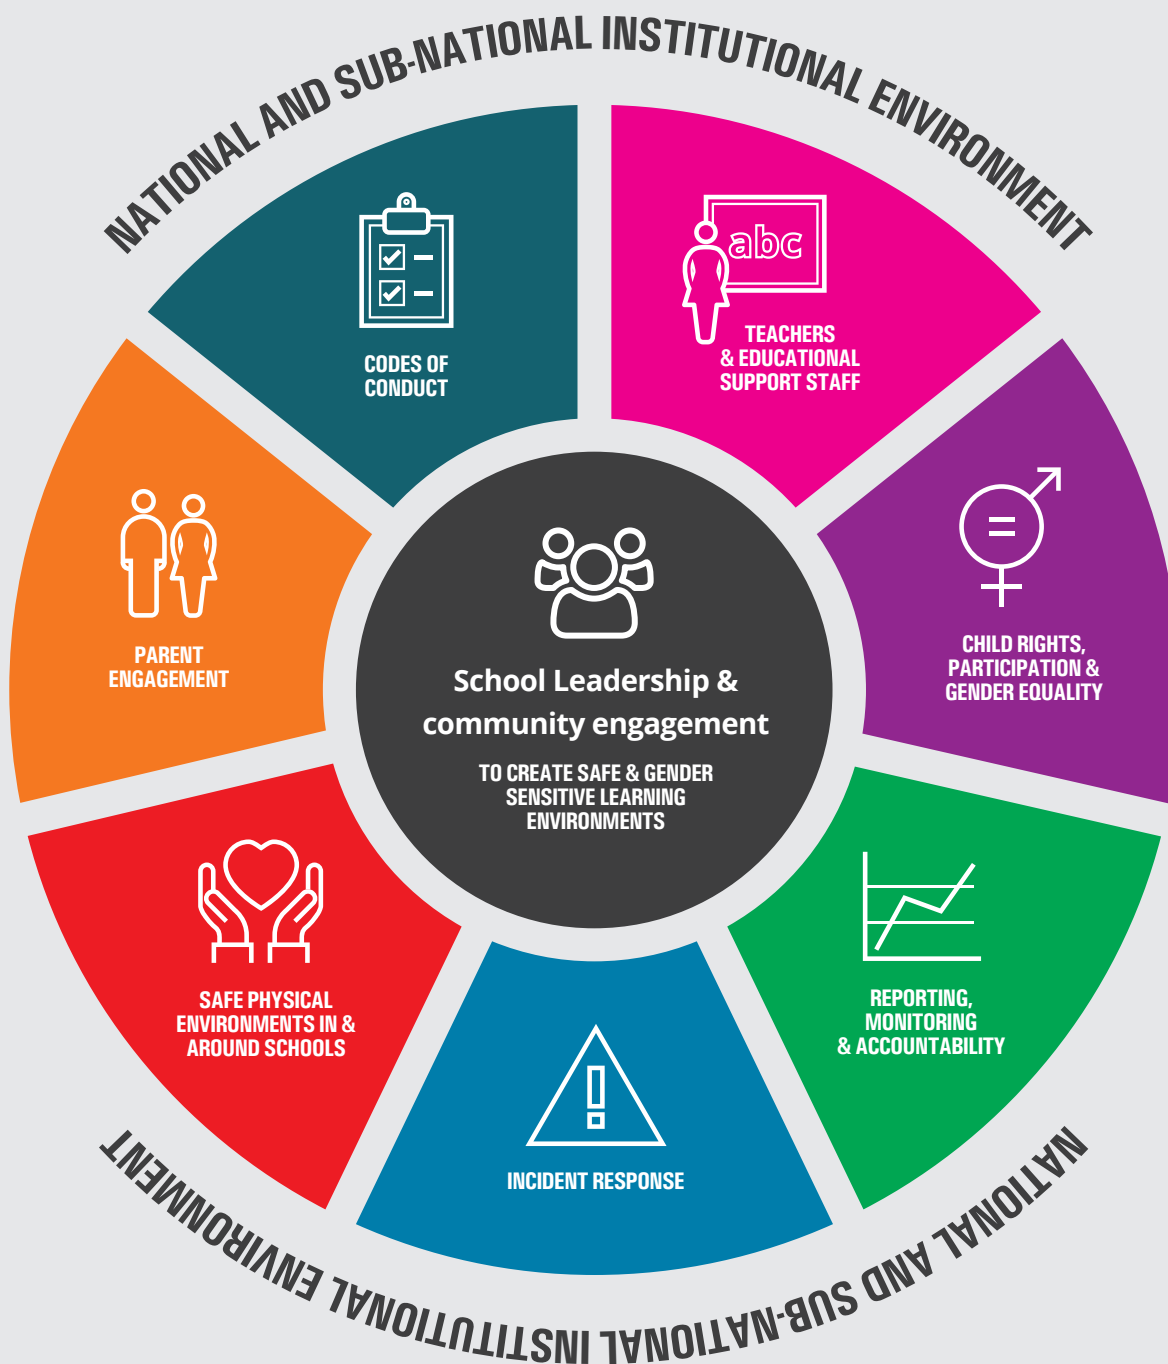 NATIONAL AND SUB-NATIONAL INSTITUTIONAL ENVIRONMENT
abc
TEACHERS
& EDUCATIONAL
SUPPORT STAFF
CODES OF
CONDUCT
CHILD RIGHTS,
PARTICIPATION &
GENDER EQUALITY
PARENT
ENGAGEMENT
School Leadership &
community engagement
TO CREATE SAFE & GENDER
SENSITIVE LEARNING
ENVIRONMENTS
REPORTING,
MONITORING
& ACCOUNTABILITY
SAFE PHYSICAL
ENVIRONMENTS IN &
AROUND SCHOOLS
INCIDENT RESPONSE
NATIONAL AND SUB-NATIONAL INSTITUTIONAL ENVIRONMENT